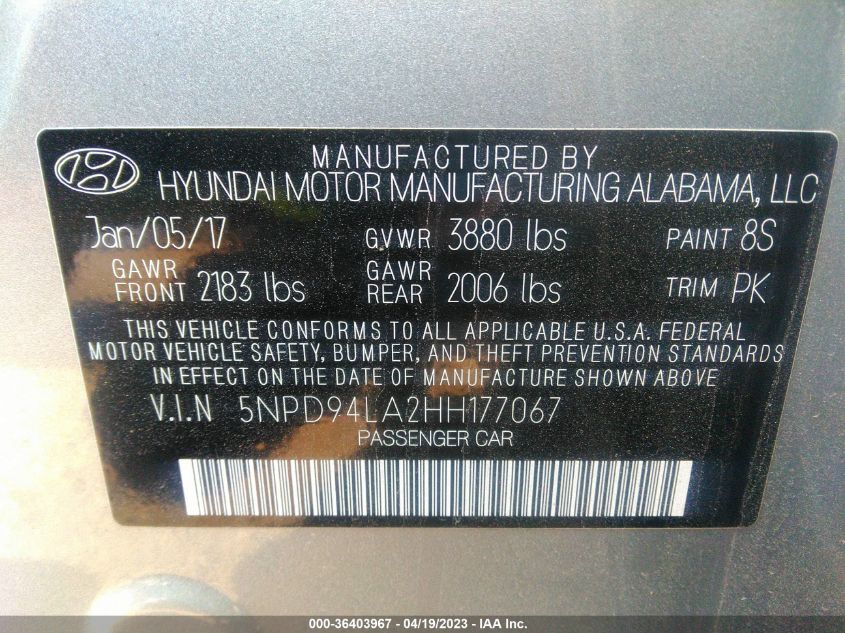 MANUFACTURED BY
HYUNDAI MOTOR MANUFACTURING ALABAMA, LLC
Jan/05/17 GVWR 3880 lbs PAINT 8S
GAWR FRONT 2183 lbs GAWR REAR 2006 lbs TRIM PK
THIS VEHICLE CONFORMS TO ALL APPLICABLE U.S.A. FEDERAL
MOTOR VEHICLE SAFETY, BUMPER, AND THEFT PREVENTION STANDARDS
IN EFFECT ON THE DATE OF MANUFACTURE SHOWN ABOVE
V.I.N 5NPD94LA2HH177067
PASSENGER CAR
000-36403967 - 04/19/2023 - IAA Inc.